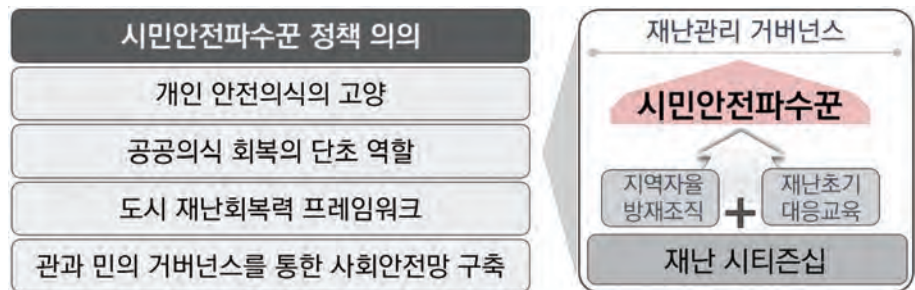 시민안전파수꾼 정책 의의
개인 안전의식의 고양
공공의식 회복의 단초 역할
도시 재난회복력 프레임워크
관과 민의 거버넌스를 통한 사회안전망 구축
재난관리 거버넌스
시민안전파수꾼
지역자율
방재조직
+
재난초기
대응교육
재난 시티즌십